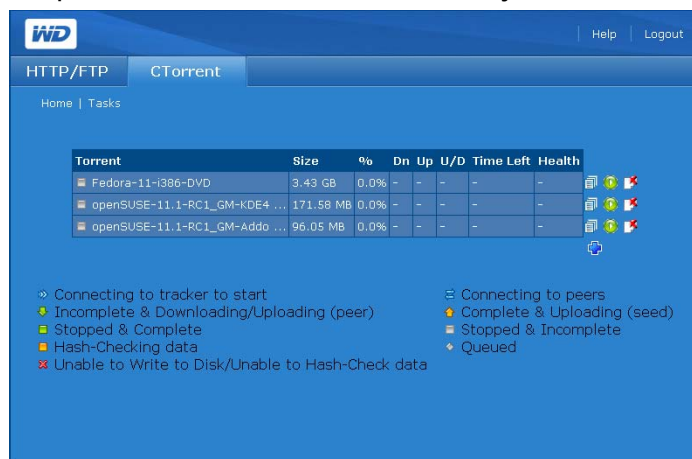 WD
Help | Logout
HTTP/FTP CTorrent
Home | Tasks
Torrent Size % Dn Up U/D Time Left Health
Fedora-11-i386-DVD 3.43 GB 0.0% - - - - -
openSUSE-11.1-RC1_GM-KDE4 ... 171.58 MB 0.0% - - - - -
openSUSE-11.1-RC1_GM-Addo ... 96.05 MB 0.0% - - - - -
Connecting to tracker to start
Connecting to peers
Incomplete & Downloading/Uploading (peer)
Complete & Uploading (seed)
Stopped & Complete
Stopped & Incomplete
Hash-Checking data
Queued
Unable to Write to Disk/Unable to Hash-Check data